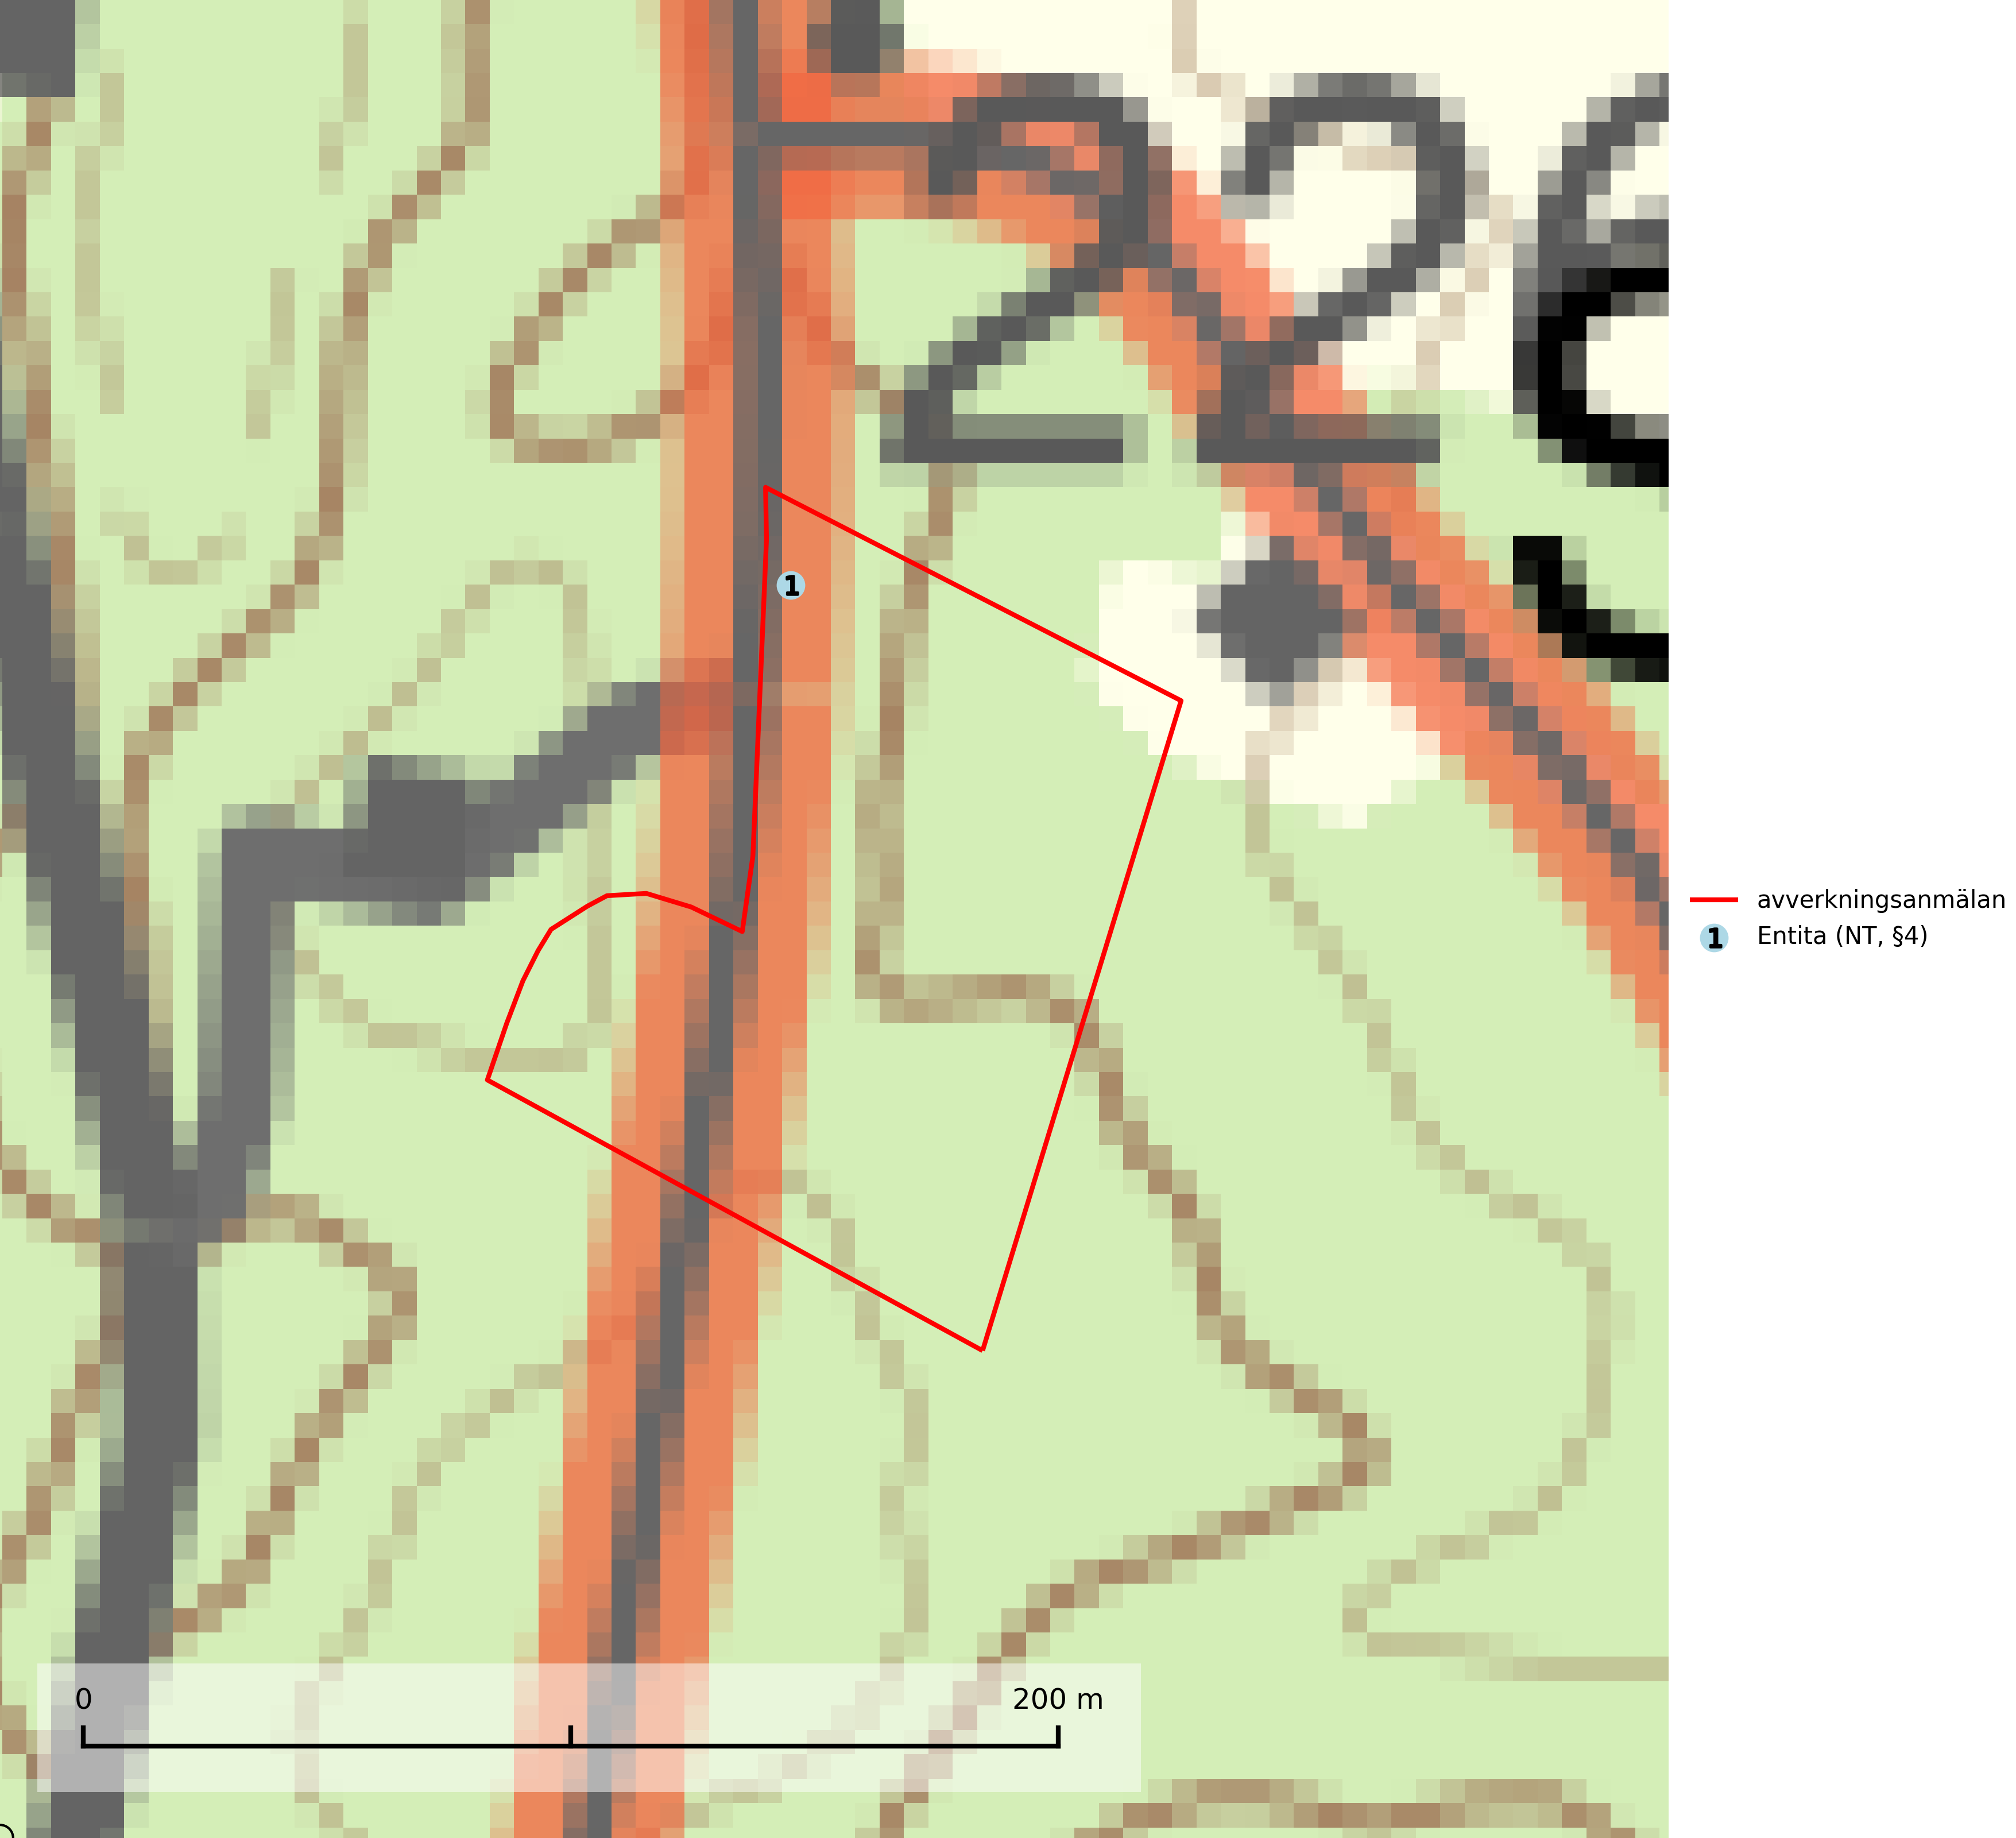 1
avverkningsanmälan
1 Entita (NT, §4)
0 200 m